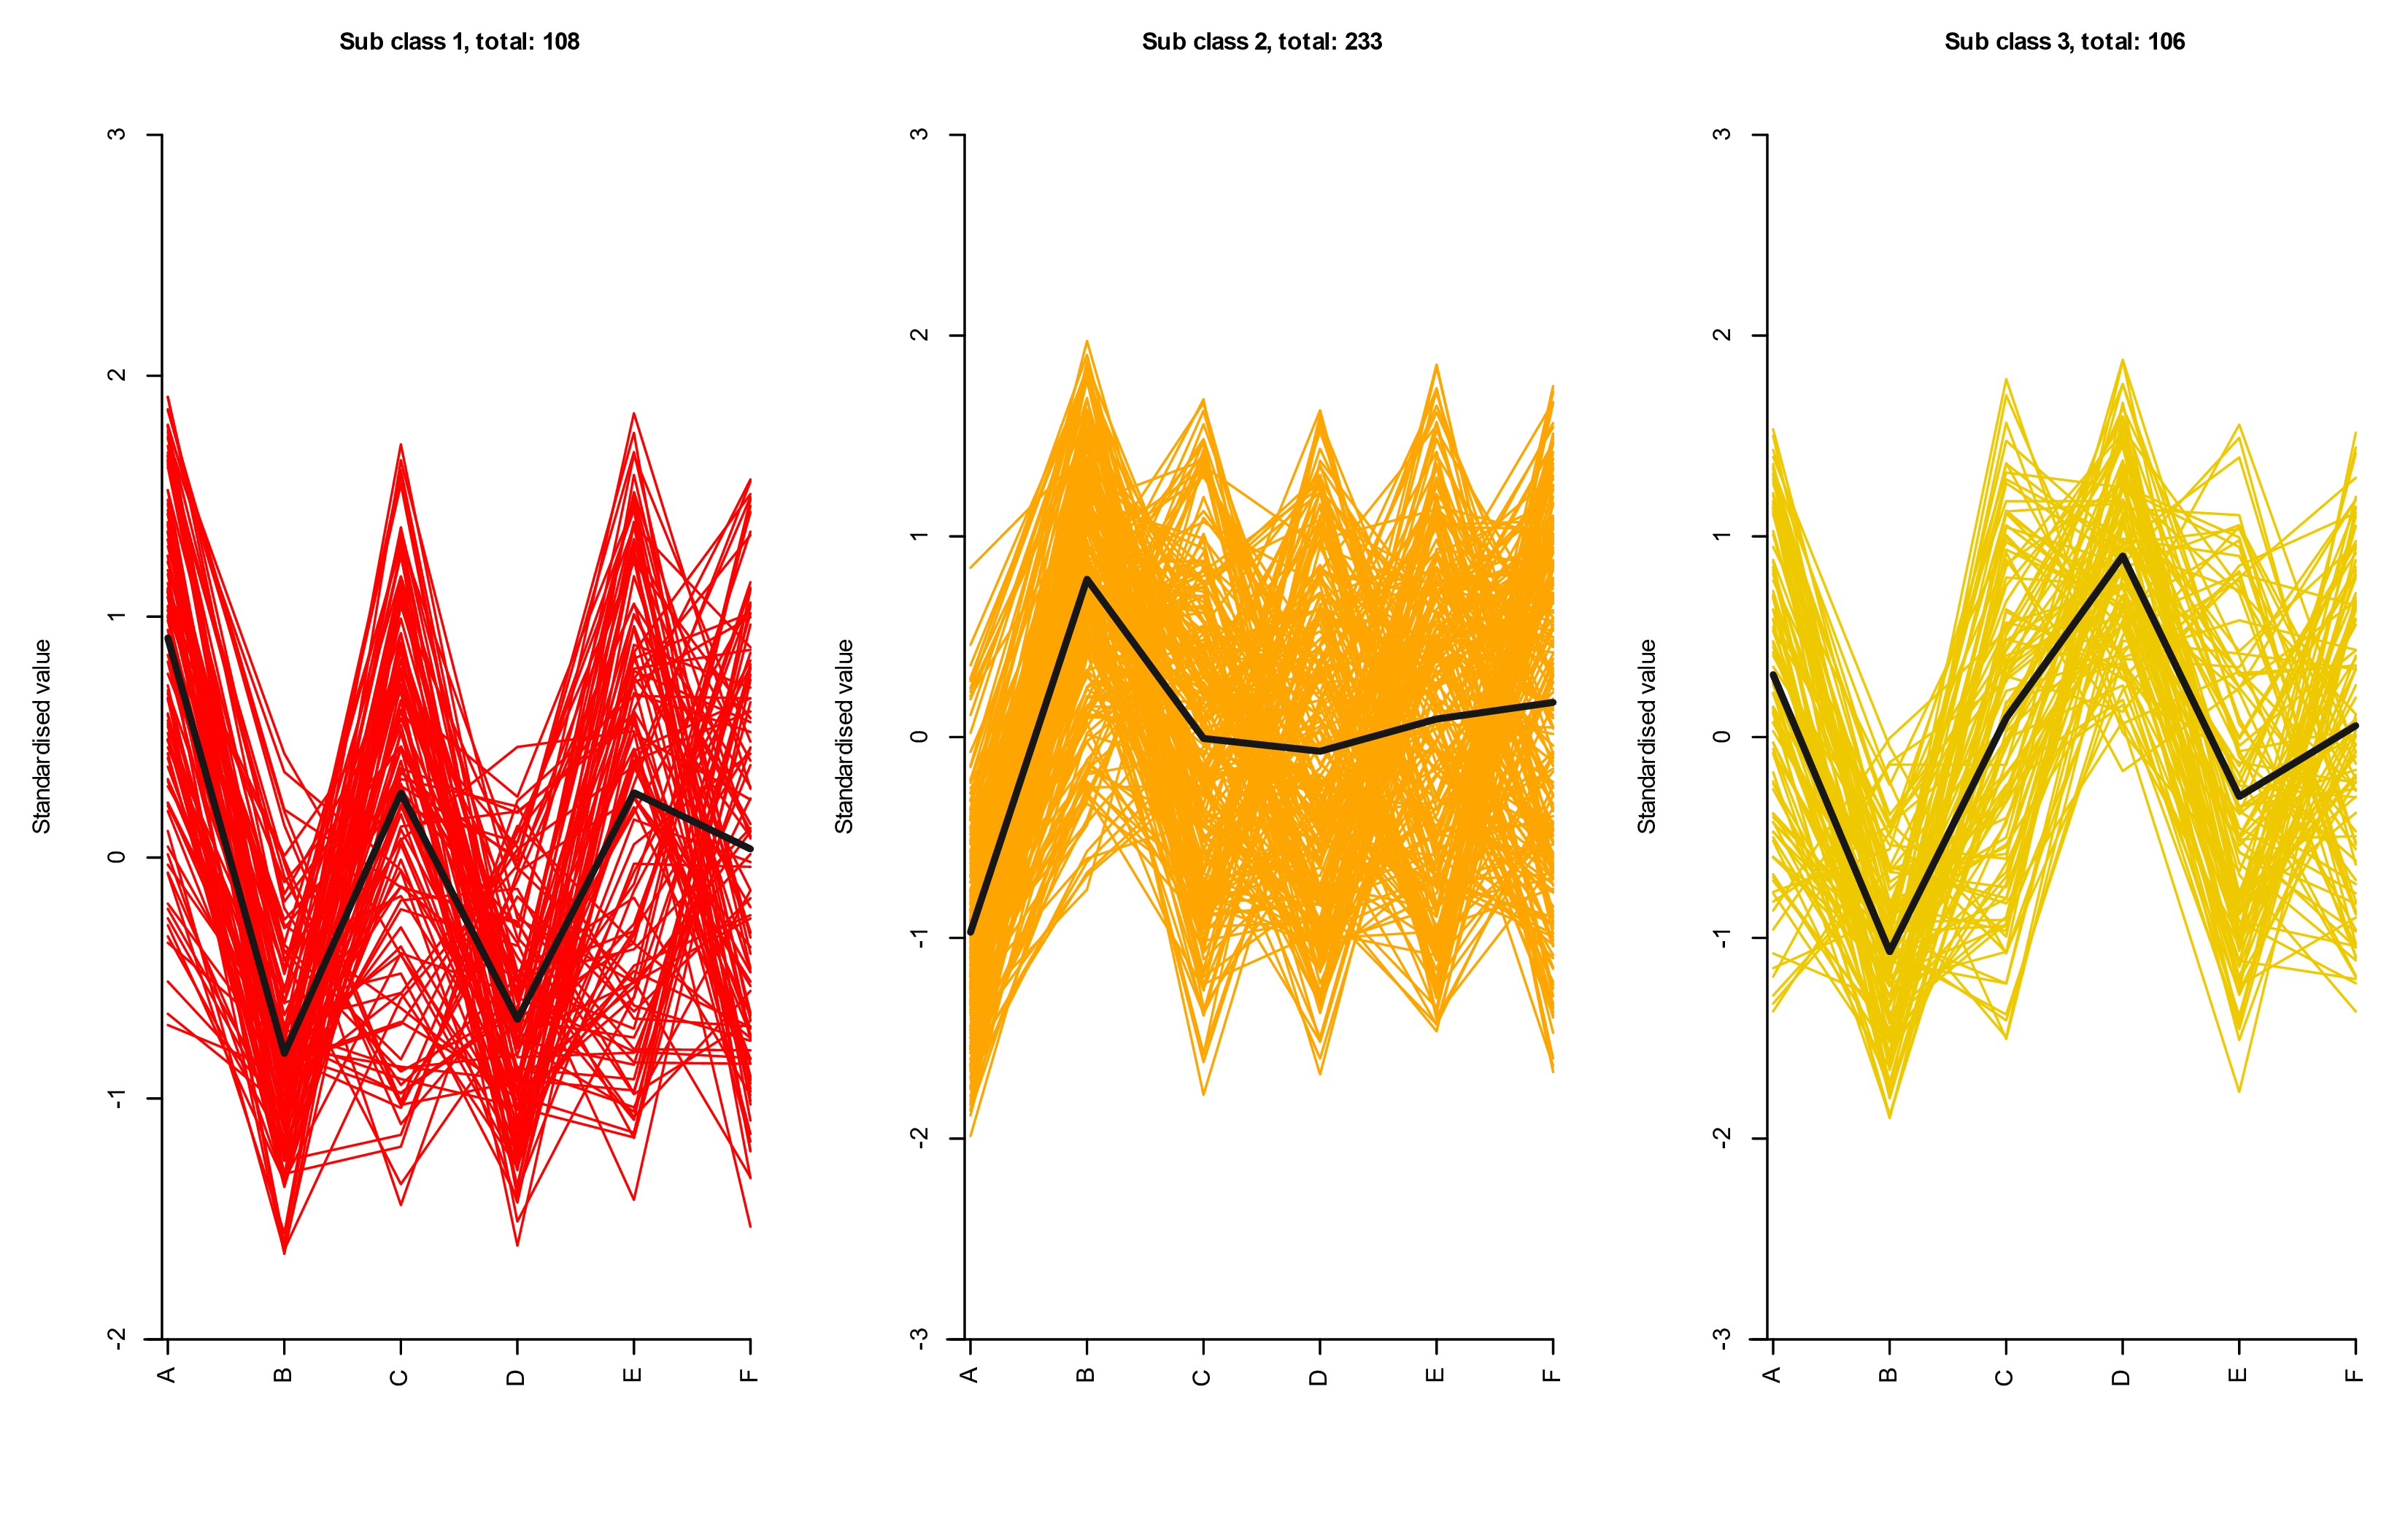 Sub class 1, total: 108
Standardised value
3
2
1
0
-1
-2
A
B
C
D
E
F
Sub class 2, total: 233
Standardised value
3
2
1
0
-1
-2
-3
A
B
C
D
E
F
Sub class 3, total: 106
Standardised value
3
2
1
0
-1
-2
-3
A
B
C
D
E
F